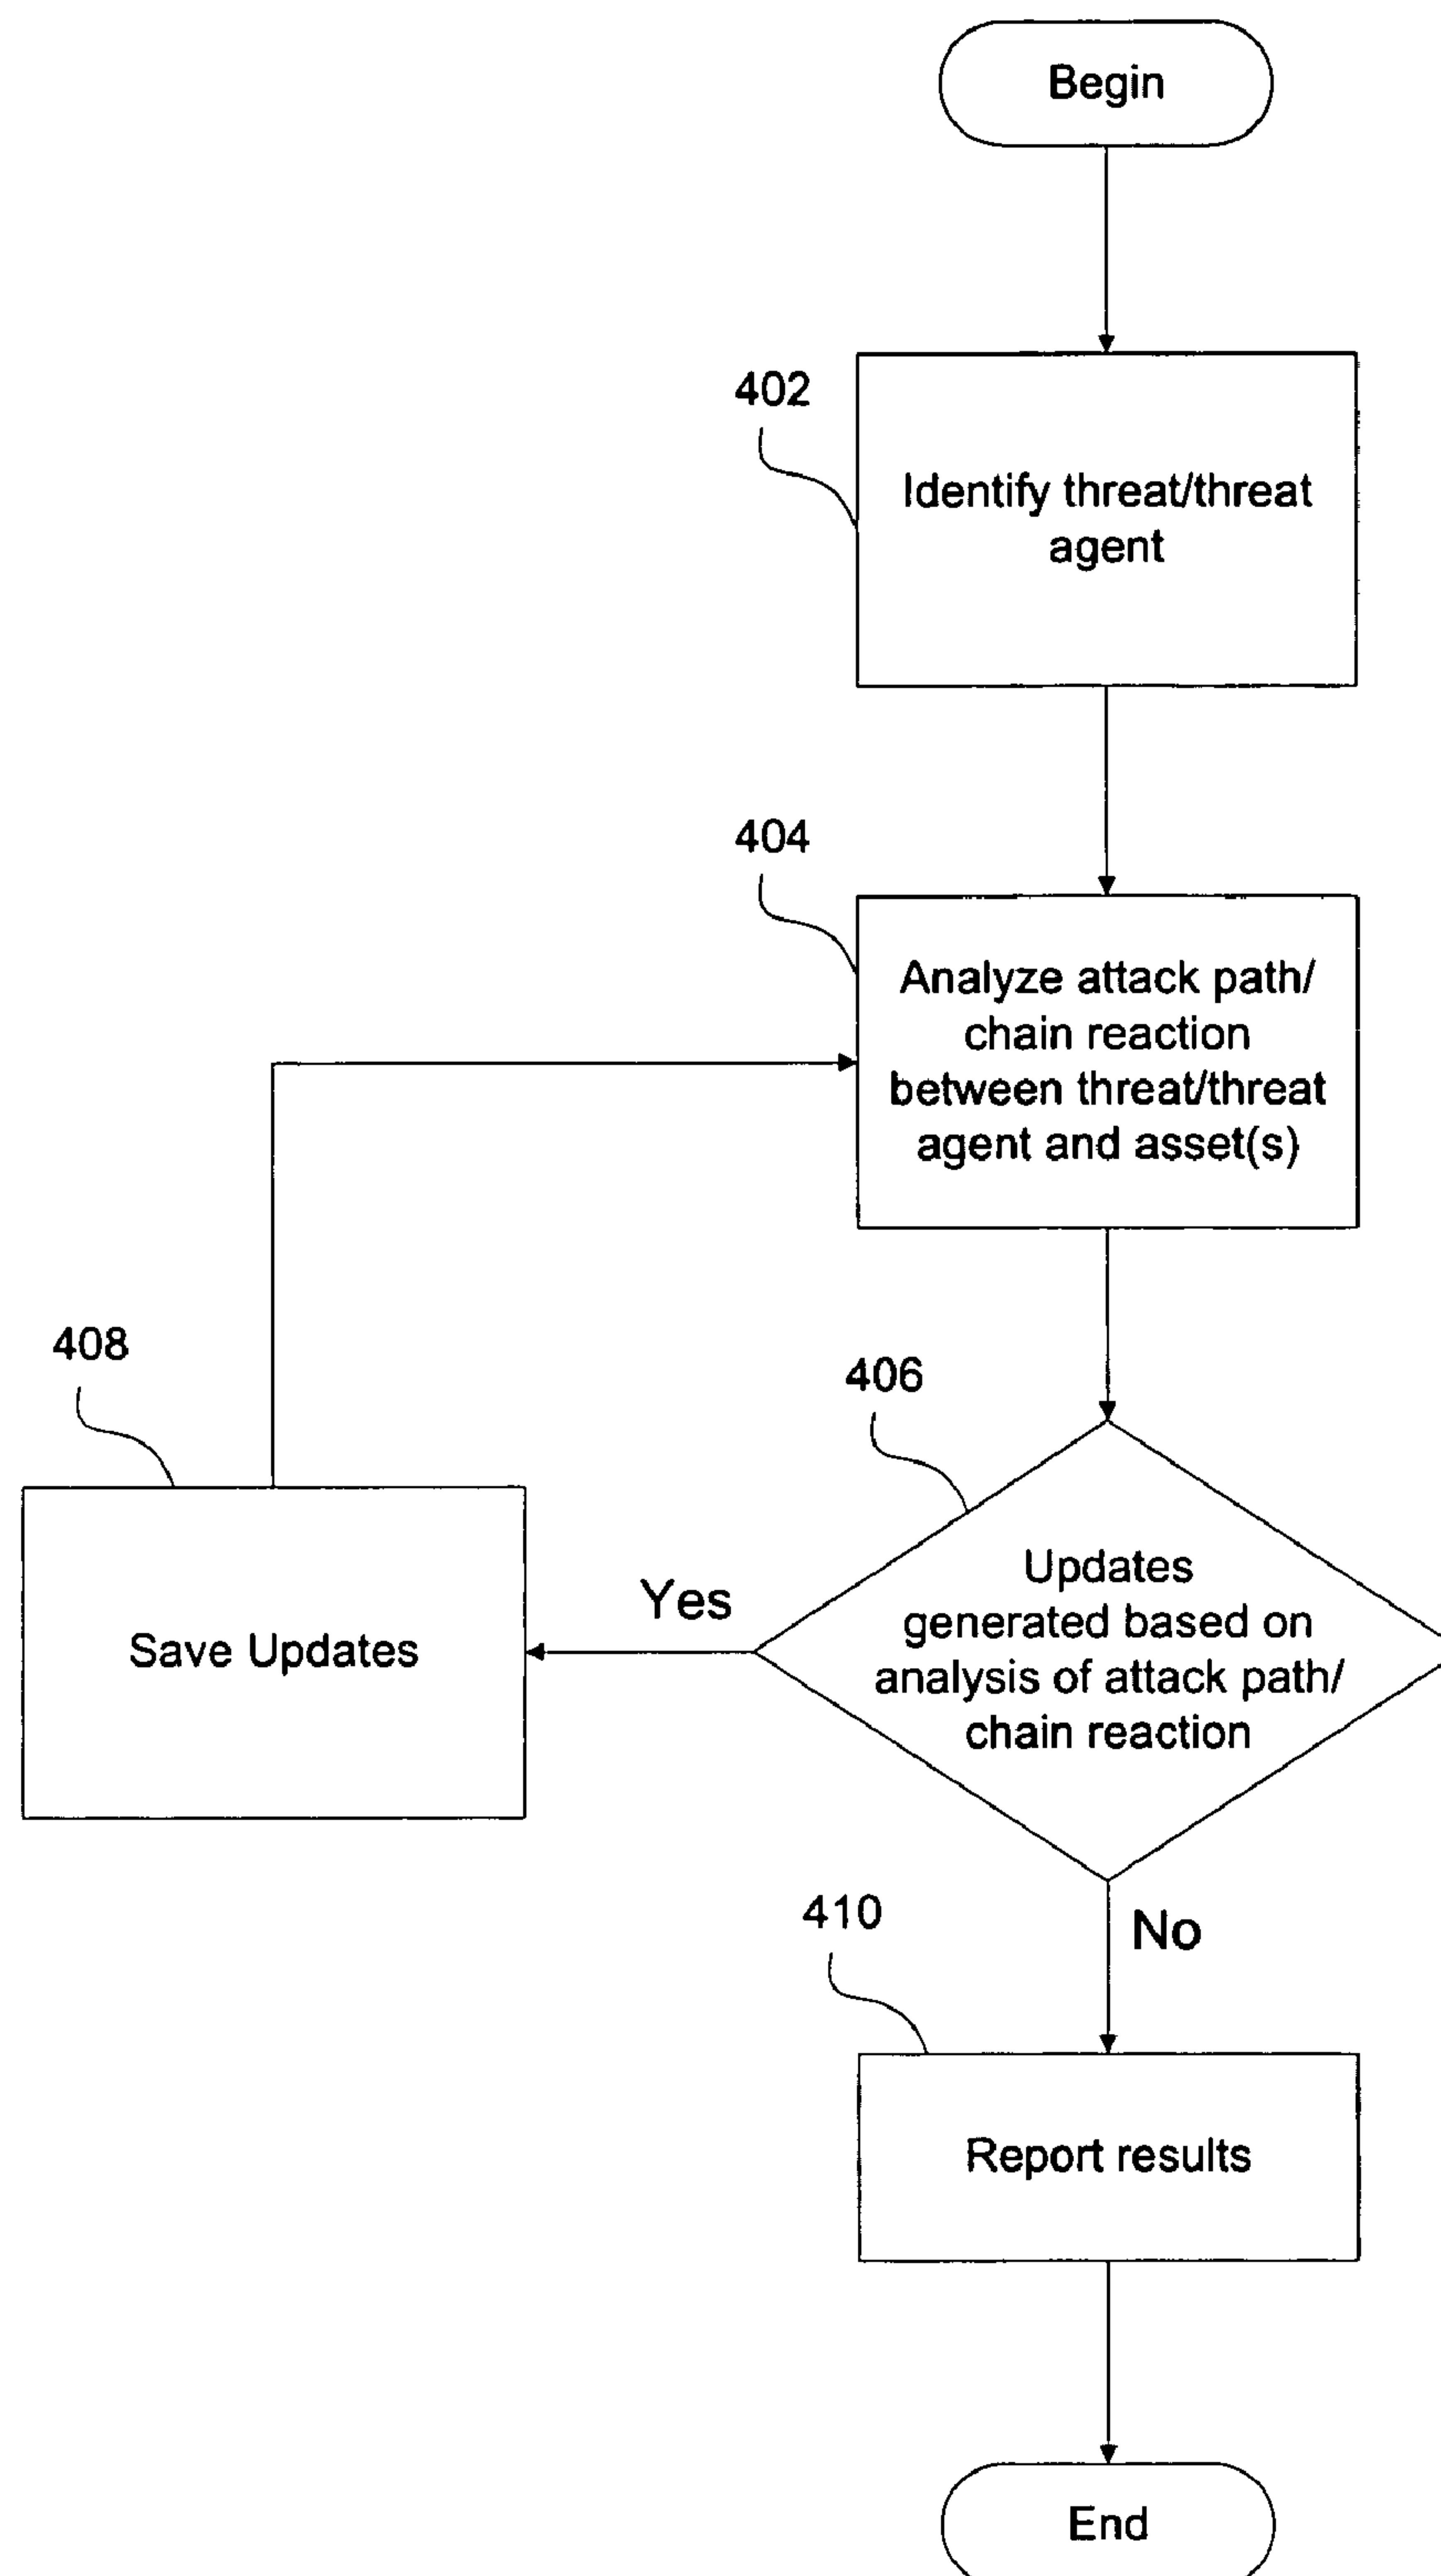 Begin
402
Identify threat/threat
agent
404
Analyze attack path/
chain reaction
between threat/threat
agent and asset(s)
408
406
Updates
generated based on
analysis of attack path/
chain reaction
Yes
Save Updates
410
No
Report results
End